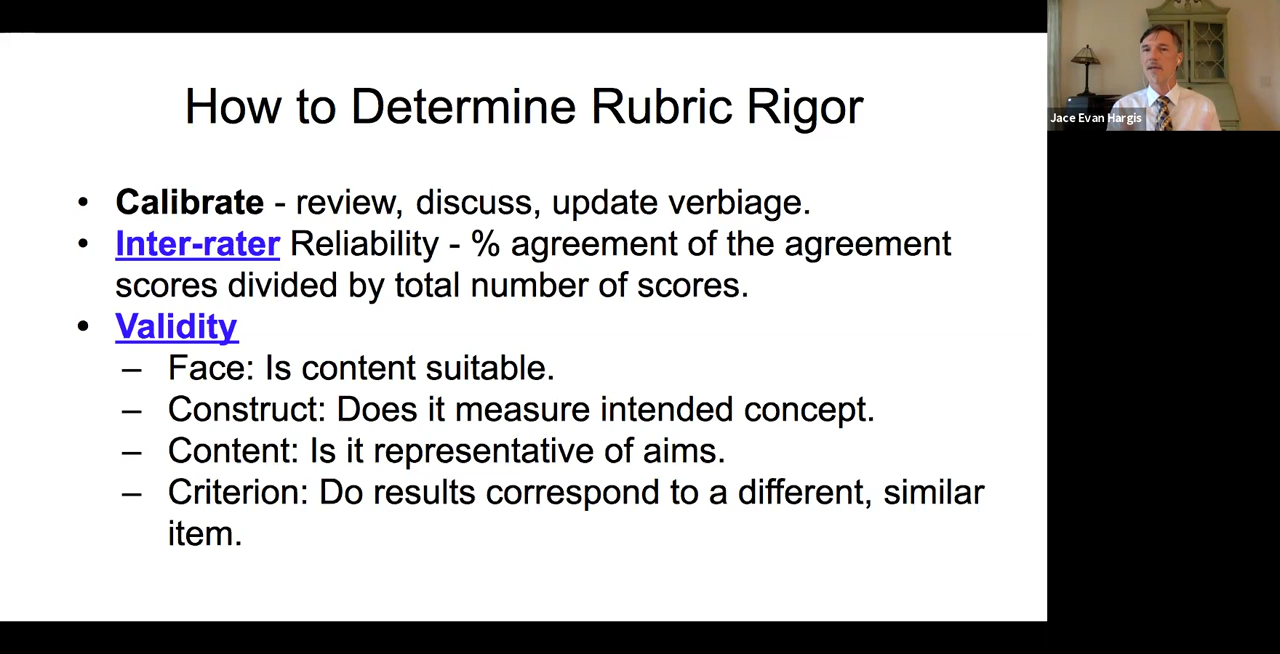 How to Determine Rubric Rigor
• Calibrate - review, discuss, update verbiage.
• Inter-rater Reliability - % agreement of the agreement
scores divided by total number of scores.
• Validity
– Face: Is content suitable.
– Construct: Does it measure intended concept.
– Content: Is it representative of aims.
– Criterion: Do results correspond to a different, similar
item.
Jace Evan Hargis